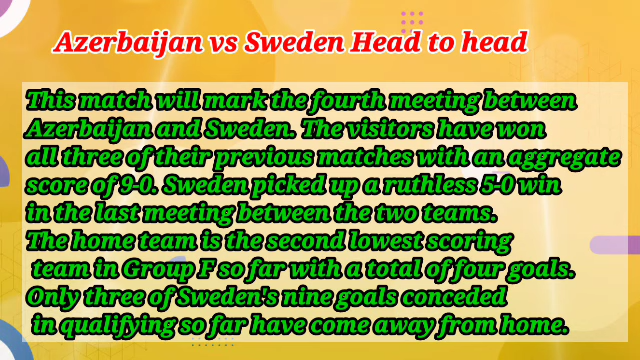 Azerbaijan vs Sweden Head to head
This match will mark the fourth meeting between
Azerbaijan and Sweden. The visitors have won
all three of their previous matches with an aggregate
score of 9-0. Sweden picked up a ruthless 5-0 win
in the last meeting between the two teams.
The home team is the second lowest scoring
team in Group F so far with a total of four goals.
Only three of Sweden's nine goals conceded
in qualifying so far have come away from home.